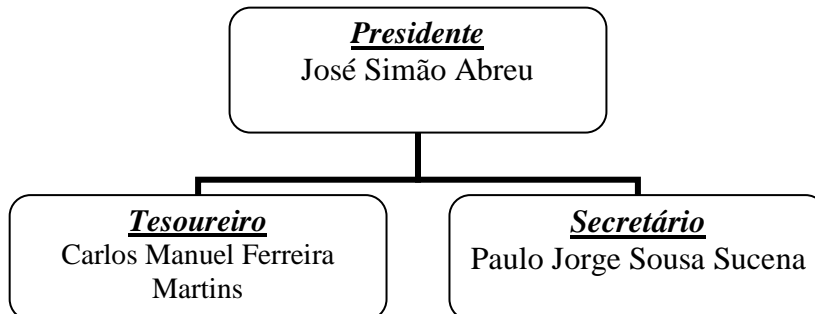 Presidente
José Simão Abreu
Tesoureiro
Carlos Manuel Ferreira
Martins
Secretário
Paulo Jorge Sousa Sucena